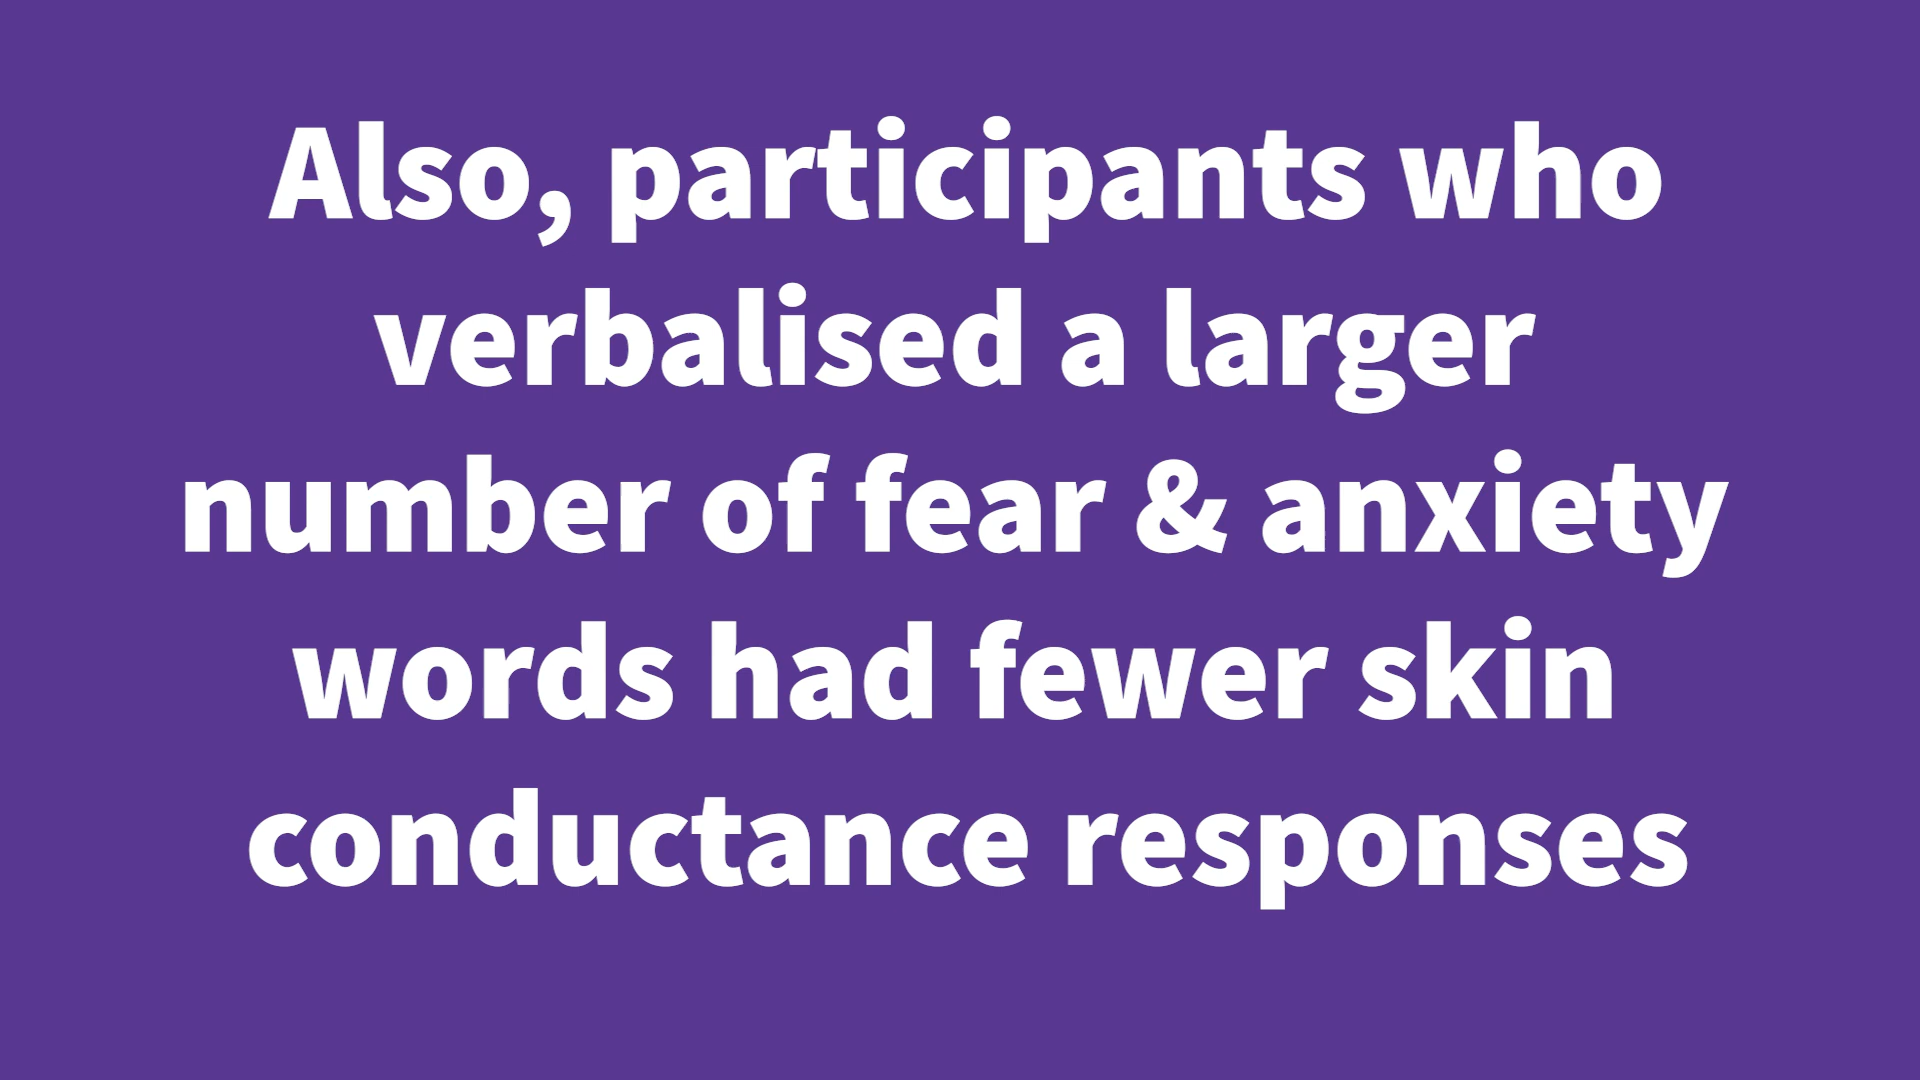 Also, participants who
verbalised a larger
number of fear & anxiety
words had fewer skin
conductance responses